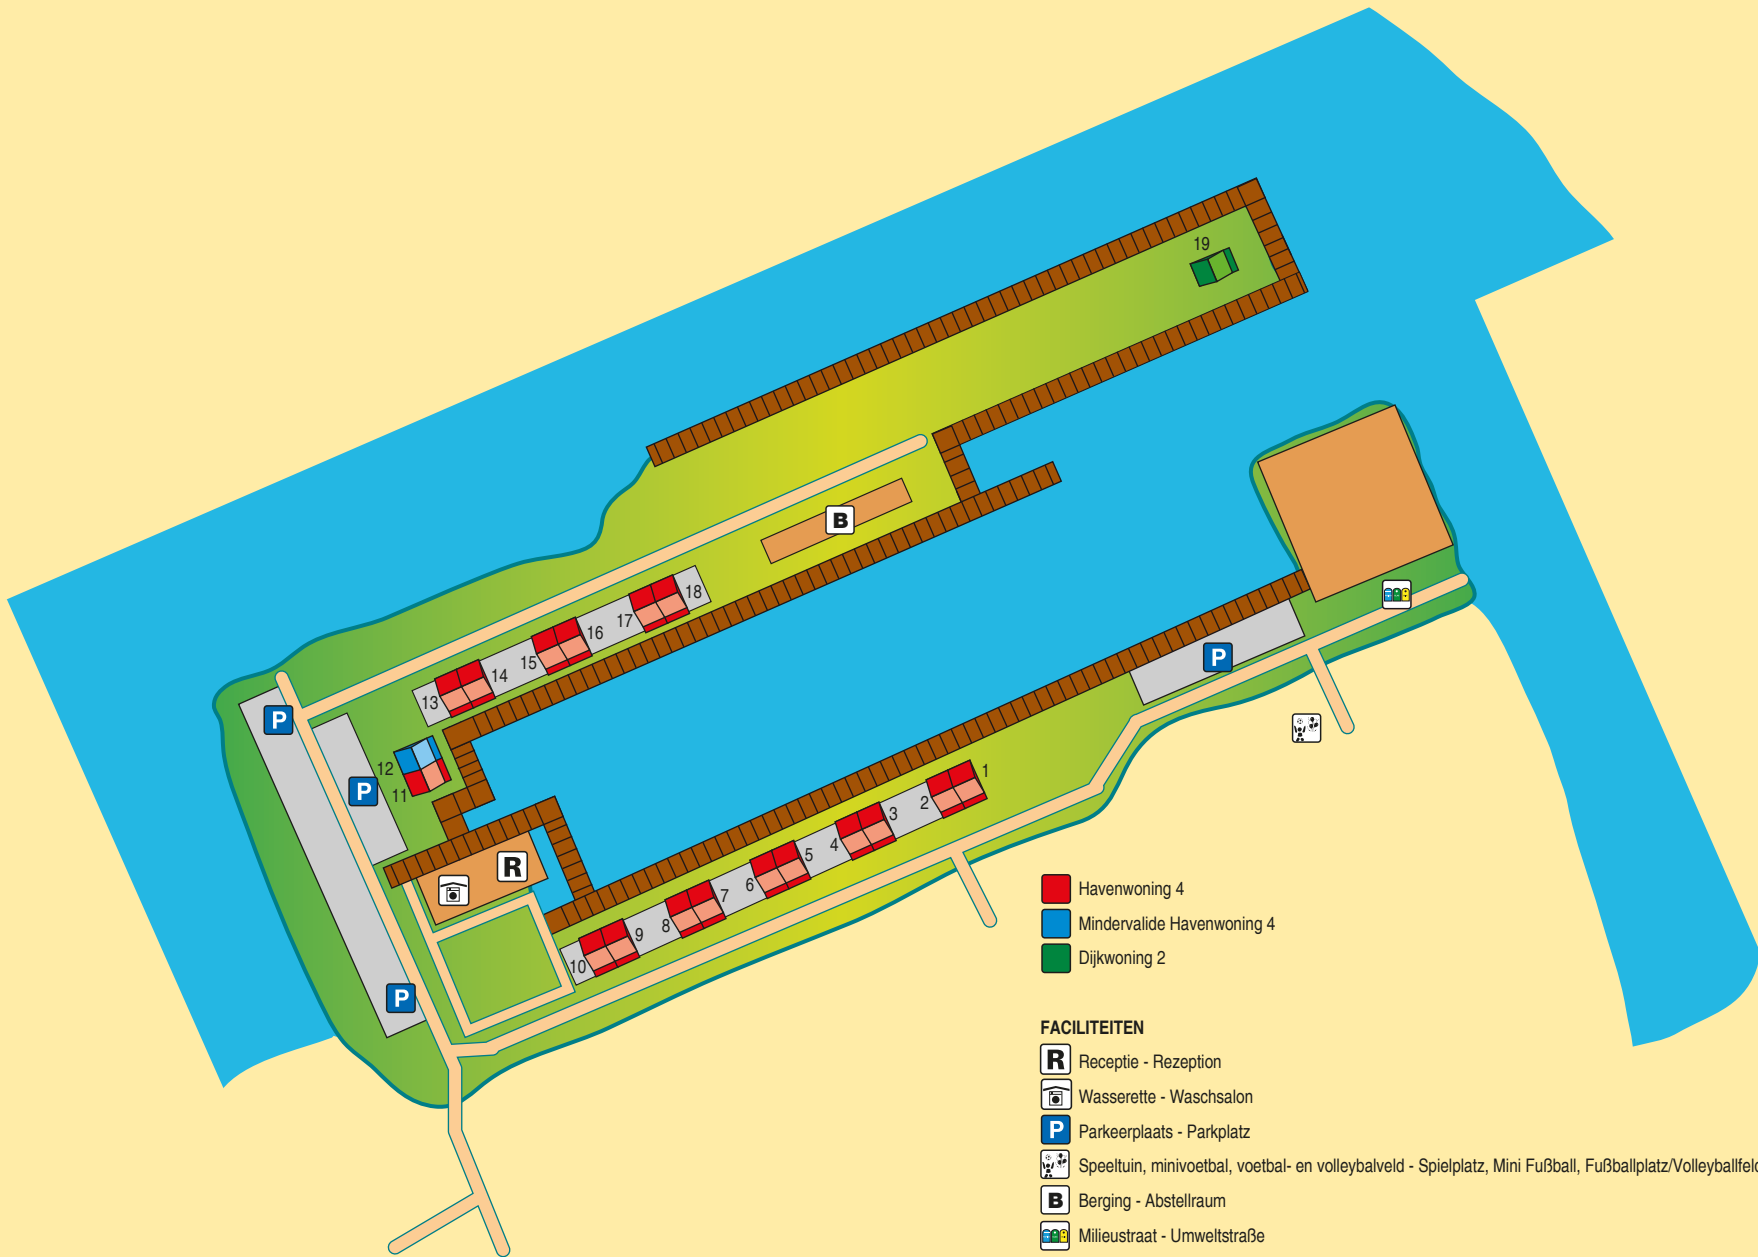 19
B
18
17
16
15
14
13
P
12
11
P
R
P
P
1
2
3
4
5
6
7
8
9
10
Havenwoning 4
Mindervalide Havenwoning 4
Dijkwoning 2
FACILITEITEN
R Receptie - Rezeption
Wasserette - Waschsalon
P Parkeerplaats - Parkplatz
Speeltuin, minivoetbal, voetbal- en volleybalveld - Spielplatz, Mini Fußball, Fußballplatz/Volleyballfeld
B Berging - Abstellraum
Milieustraat - Umweltstraße